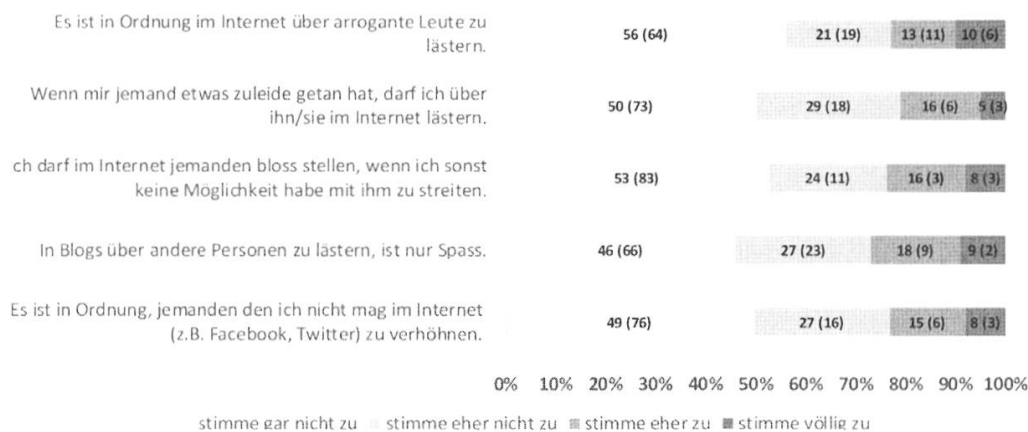 Es ist in Ordnung im Internet über arrogante Leute zu
lästern.
56 (64) 21 (19) 13 (11) 10 (6)
Wenn mir jemand etwas zuleide getan hat, darf ich über
ihn/sie im Internet lästern.
50 (73) 29 (18) 16 (6) 5 (3)
ch darf im Internet jemanden bloss stellen, wenn ich sonst
keine Möglichkeit habe mit ihm zu streiten.
53 (83) 24 (11) 16 (3) 8 (3)
In Blogs über andere Personen zu lästern, ist nur Spass.
46 (66) 27 (23) 18 (9) 9 (2)
Es ist in Ordnung, jemanden den ich nicht mag im Internet
(z.B. Facebook, Twitter) zu verhöhnen.
49 (76) 27 (16) 15 (6) 8 (3)
0% 10% 20% 30% 40% 50% 60% 70% 80% 90% 100%
stimme gar nicht zu stimme eher nicht zu stimme eher zu stimme völlig zu